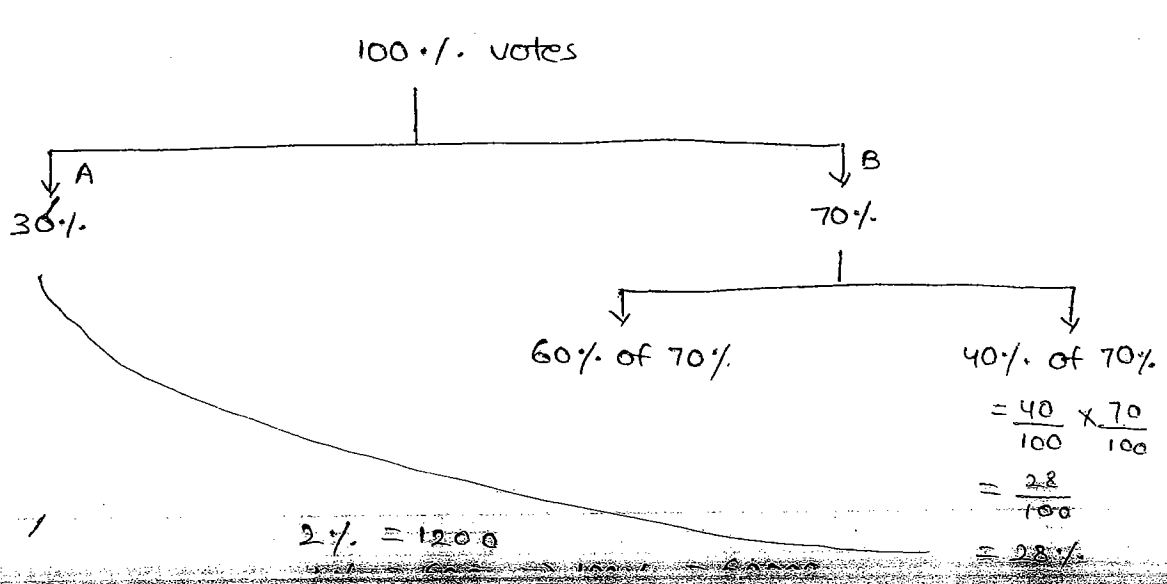 100 % votes
A
B
30%
70%
60% of 70%
40% of 70%
= 40/100 × 70/100
= 28/100
2% = 1200
= 28%